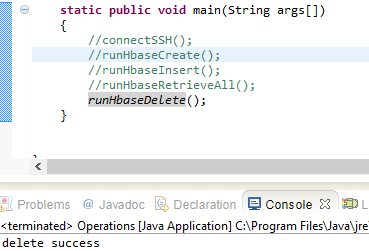 static public void main(String args[])
{
//connectSSH();
//runHbaseCreate();
//runHbaseInsert();
//runHbaseRetrieveAll();
runHbaseDelete();
}
Problems @ Javadoc Declaration Console
<terminated> Operations [Java Application] C:\Program Files\Java\jre
delete success